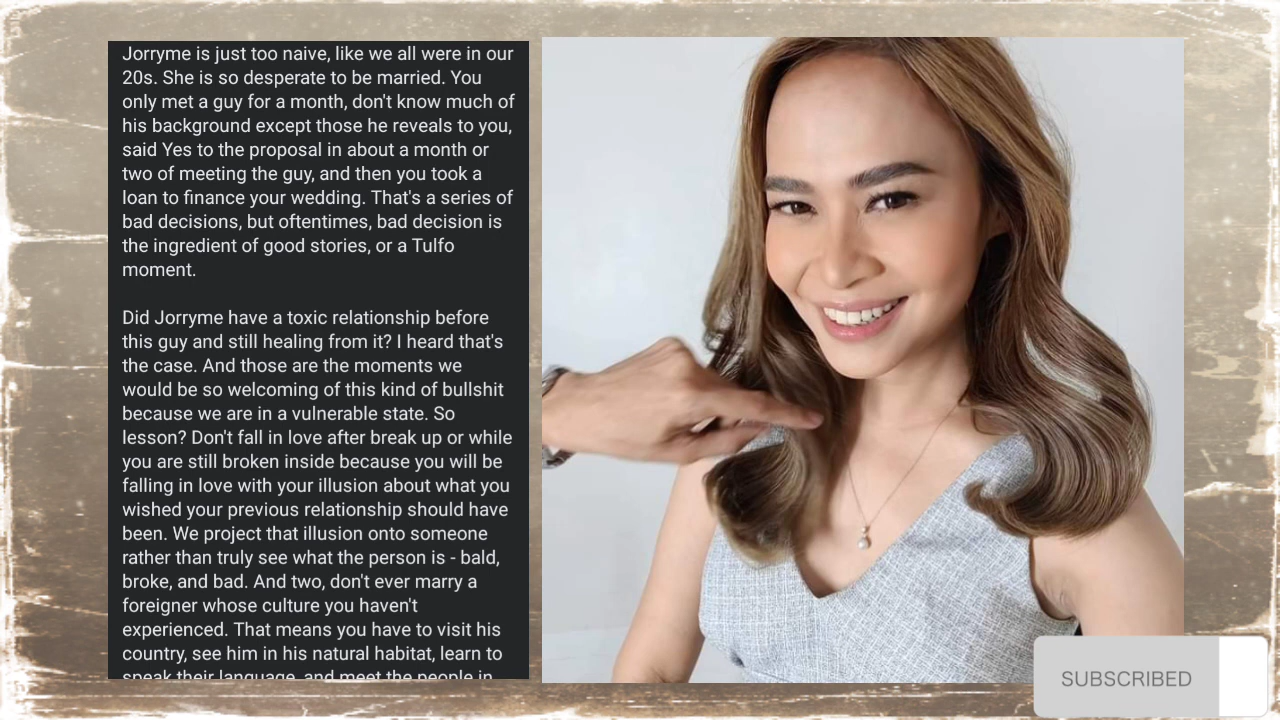 Jorryme is just too naive, like we all were in our
20s. She is so desperate to be married. You
only met a guy for a month, don't know much of
his background except those he reveals to you,
said Yes to the proposal in about a month or
two of meeting the guy, and then you took a
loan to finance your wedding. That's a series of
bad decisions, but oftentimes, bad decision is
the ingredient of good stories, or a Tulfo
moment.
Did Jorryme have a toxic relationship before
this guy and still healing from it? I heard that's
the case. And those are the moments we
would be so welcoming of this kind of bullshit
because we are in a vulnerable state. So
lesson? Don't fall in love after break up or while
you are still broken inside because you will be
falling in love with your illusion about what you
wished your previous relationship should have
been. We project that illusion onto someone
rather than truly see what the person is - bald,
broke, and bad. And two, don't ever marry a
foreigner whose culture you haven't
experienced. That means you have to visit his
country, see him in his natural habitat, learn to
speak their language, and meet the people in
SUBSCRIBED